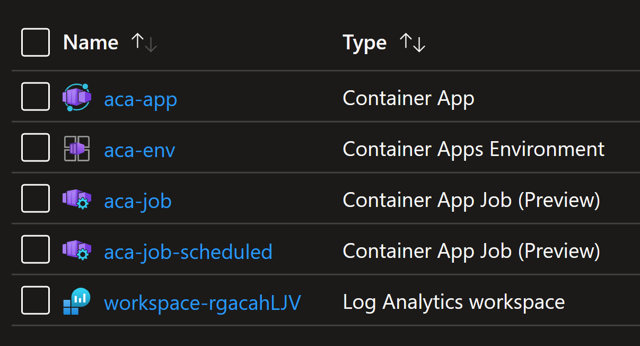 Name Type
aca-app Container App
aca-env Container Apps Environment
aca-job Container App Job (Preview)
aca-job-scheduled Container App Job (Preview)
workspace-rgacahLJV Log Analytics workspace